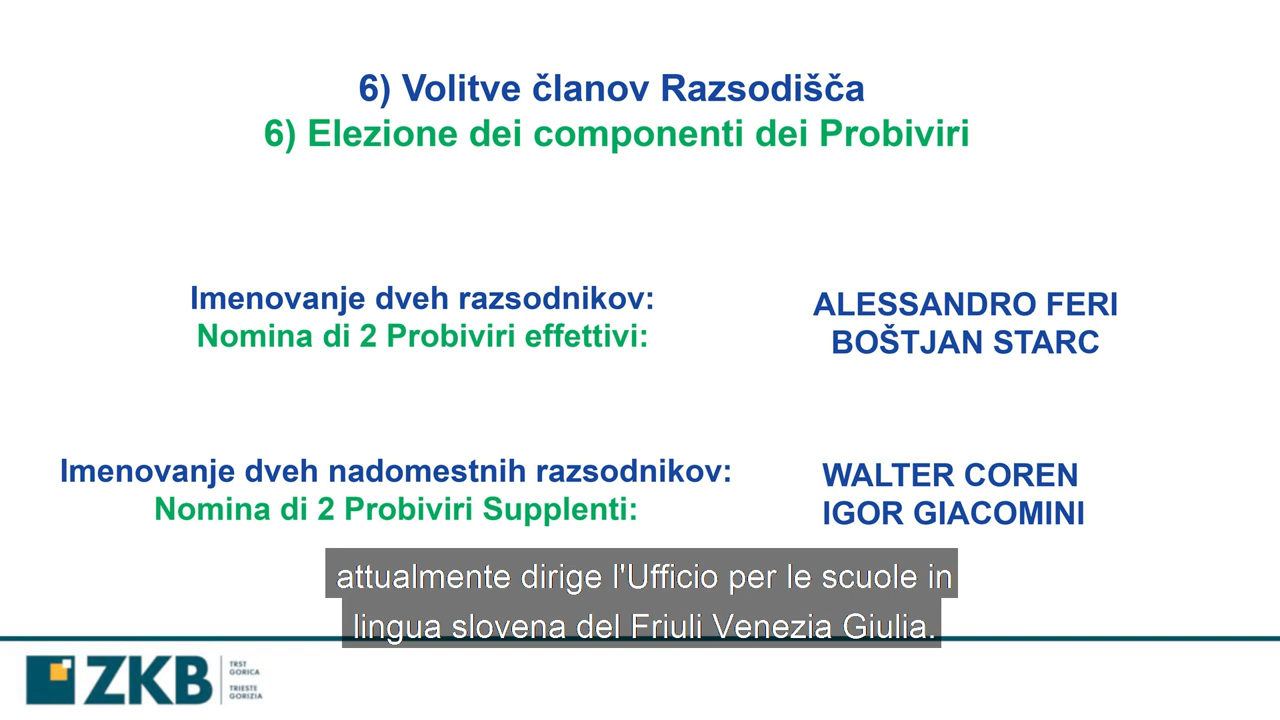 6) Volitve članov Razsodišča
6) Elezione dei componenti dei Probiviri
Imenovanje dveh razsodnikov:
Nomina di 2 Probiviri effettivi:
ALESSANDRO FERI
BOŠTJAN STARC
Imenovanje dveh nadomestnih razsodnikov:
Nomina di 2 Probiviri Supplenti:
WALTER COREN
IGOR GIACOMINI
attualmente dirige l'Ufficio per le scuole in
lingua slovena del Friuli Venezia Giulia.
ZKB
TRST
GORICA
TRIESTE
GORIZIA